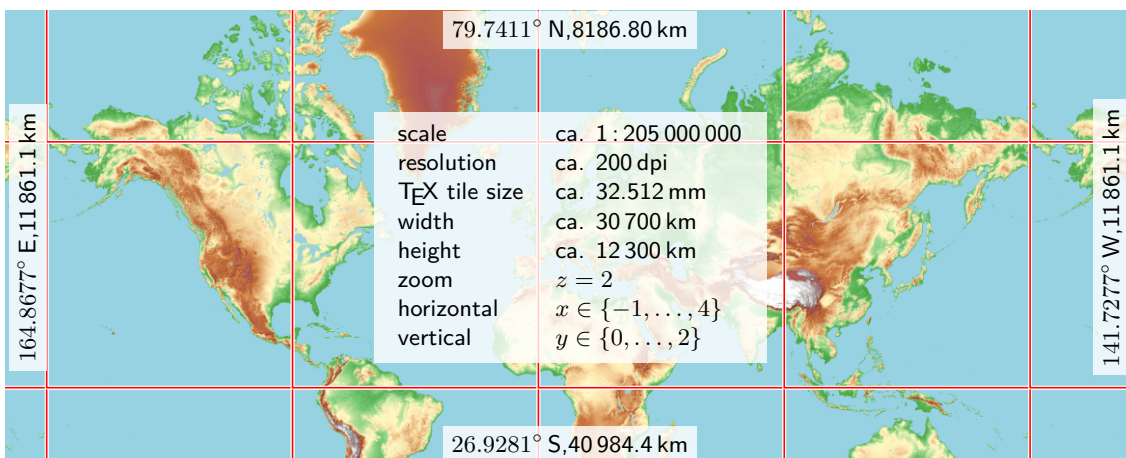 79.7411° N,8186.80 km
164.8677° E,11 861.1 km
scale ca. 1 : 205 000 000
resolution ca. 200 dpi
TEX tile size ca. 32.512 mm
width ca. 30 700 km
height ca. 12 300 km
zoom z = 2
horizontal x ∈ {−1, . . . , 4}
vertical y ∈ {0, . . . , 2}
141.7277° W,11 861.1 km
26.9281° S,40 984.4 km